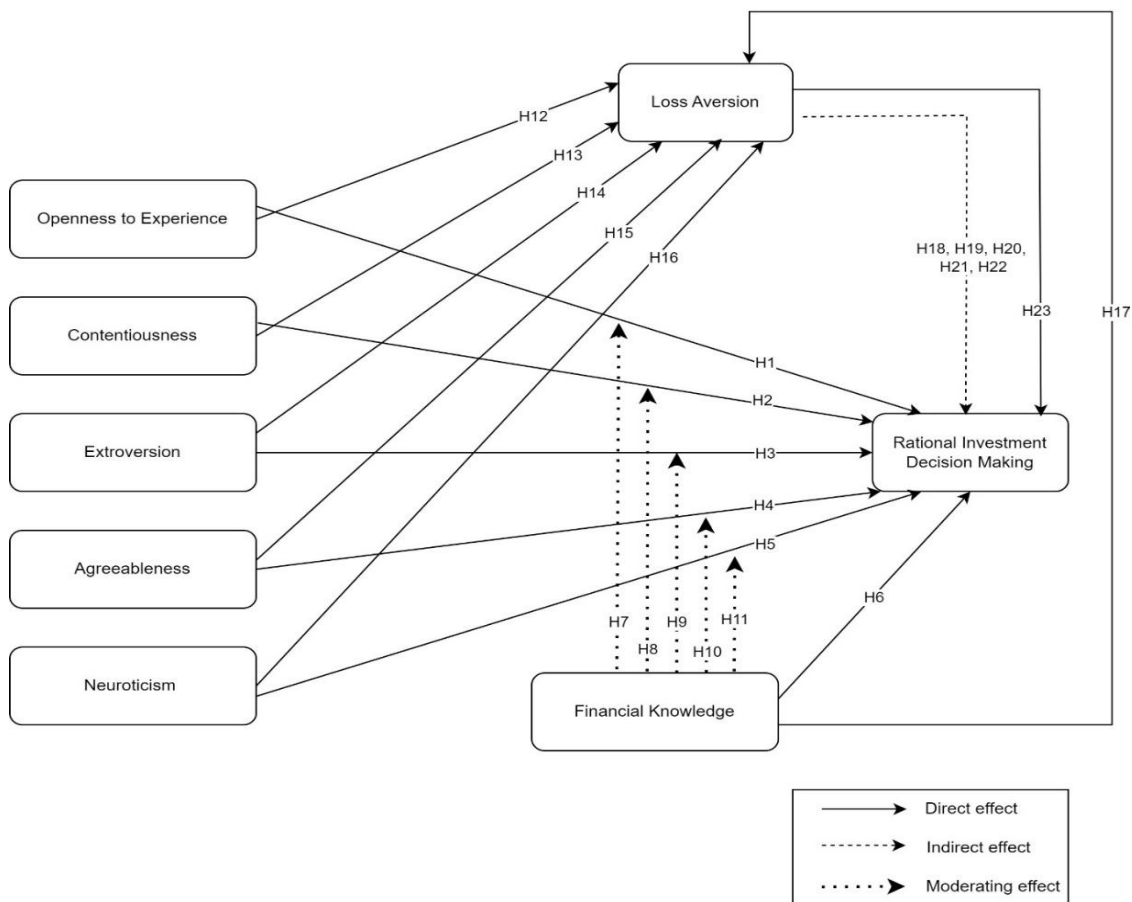 Loss Aversion
H12
H13
H14
H15
H16
Openness to Experience
Contentiousness
Extroversion
Agreeableness
Neuroticism
H18, H19, H20,
H21, H22
H23
H17
H1
H2
H3
H4
H5
Rational Investment
Decision Making
H6
H7
H8
H9
H10
H11
Financial Knowledge
Direct effect
Indirect effect
Moderating effect